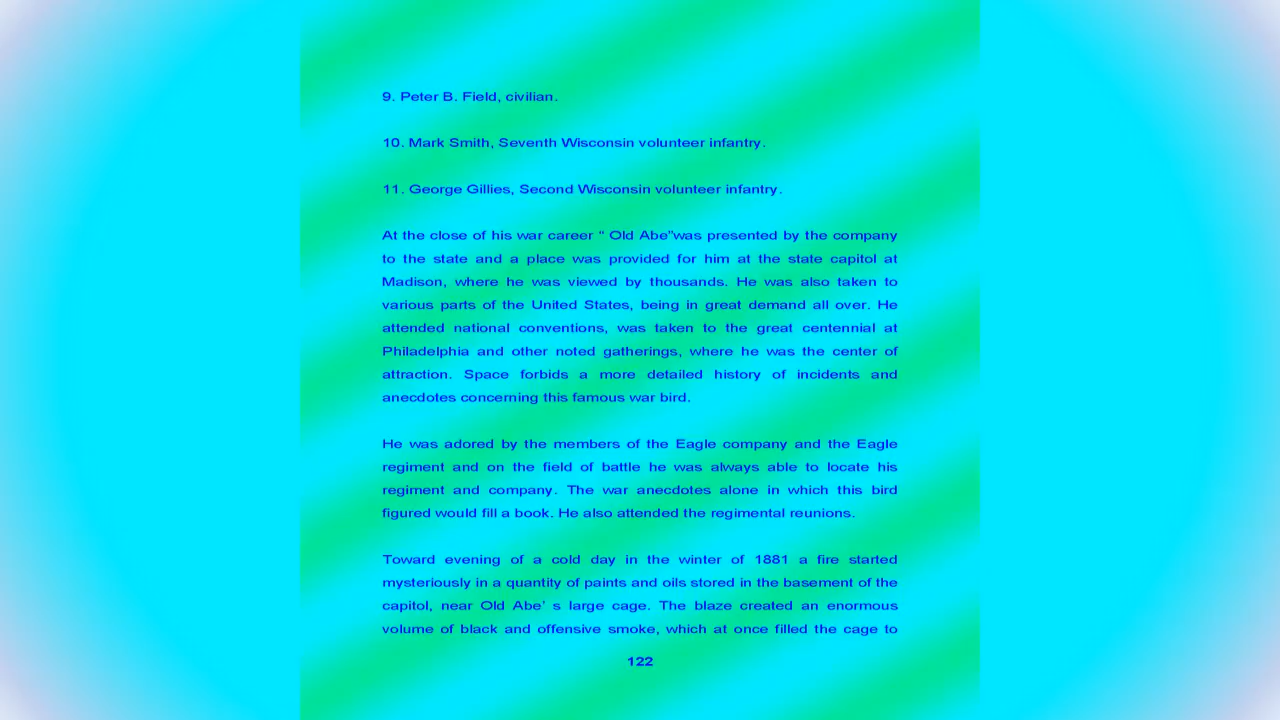 9. Peter B. Field, civilian.
10. Mark Smith, Seventh Wisconsin volunteer infantry.
11. George Gillies, Second Wisconsin volunteer infantry.
At the close of his war career “ Old Abe”was presented by the company
to the state and a place was provided for him at the state capitol at
Madison, where he was viewed by thousands. He was also taken to
various parts of the United States, being in great demand all over. He
attended national conventions, was taken to the great centennial at
Philadelphia and other noted gatherings, where he was the center of
attraction. Space forbids a more detailed history of incidents and
anecdotes concerning this famous war bird.
He was adored by the members of the Eagle company and the Eagle
regiment and on the field of battle he was always able to locate his
regiment and company. The war anecdotes alone in which this bird
figured would fill a book. He also attended the regimental reunions.
Toward evening of a cold day in the winter of 1881 a fire started
mysteriously in a quantity of paints and oils stored in the basement of the
capitol, near Old Abe’ s large cage. The blaze created an enormous
volume of black and offensive smoke, which at once filled the cage to
122